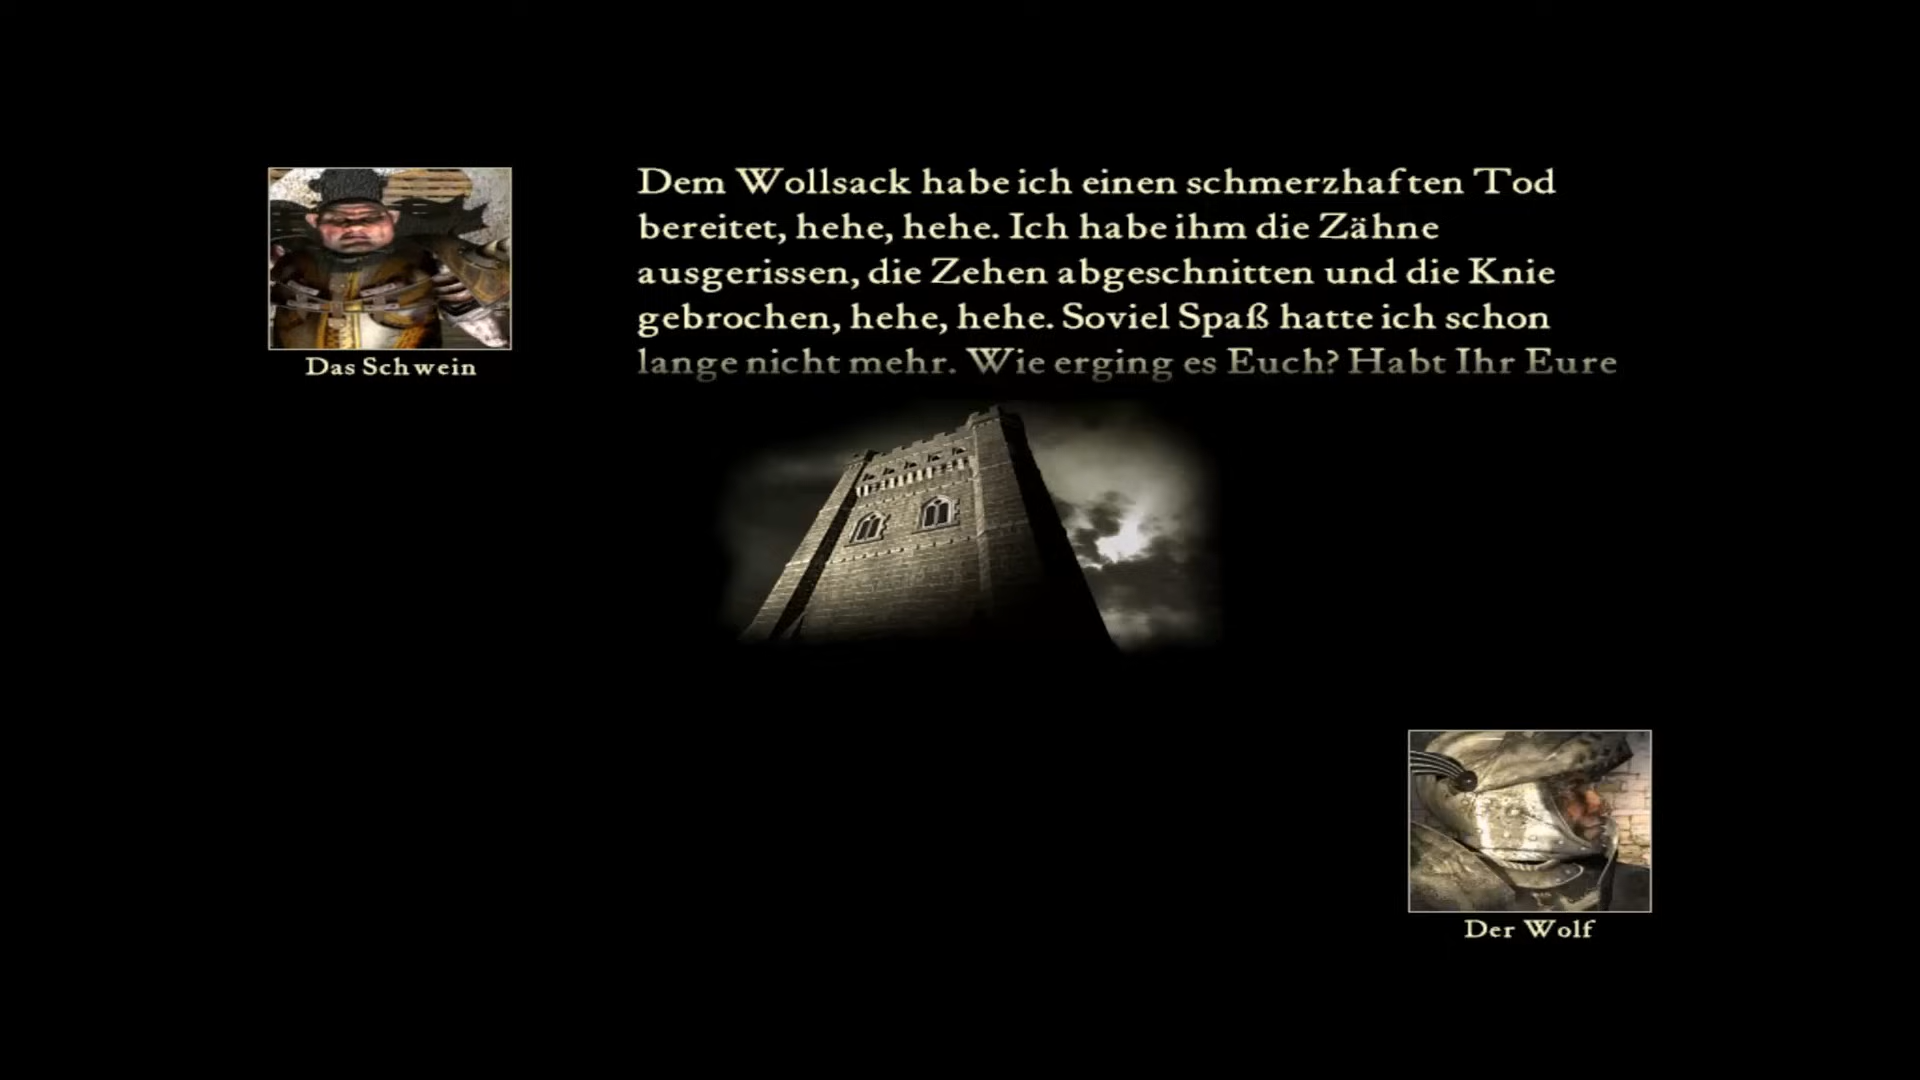 Dem Wollsack habe ich einen schmerzhaften Tod
bereitet, hehe, hehe. Ich habe ihm die Zähne
ausgerissen, die Zehen abgeschnitten und die Knie
gebrochen, hehe, hehe. Soviel Spaß hatte ich schon
lange nicht mehr. Wie erging es Euch? Habt Ihr Eure
Das Schwein
Der Wolf